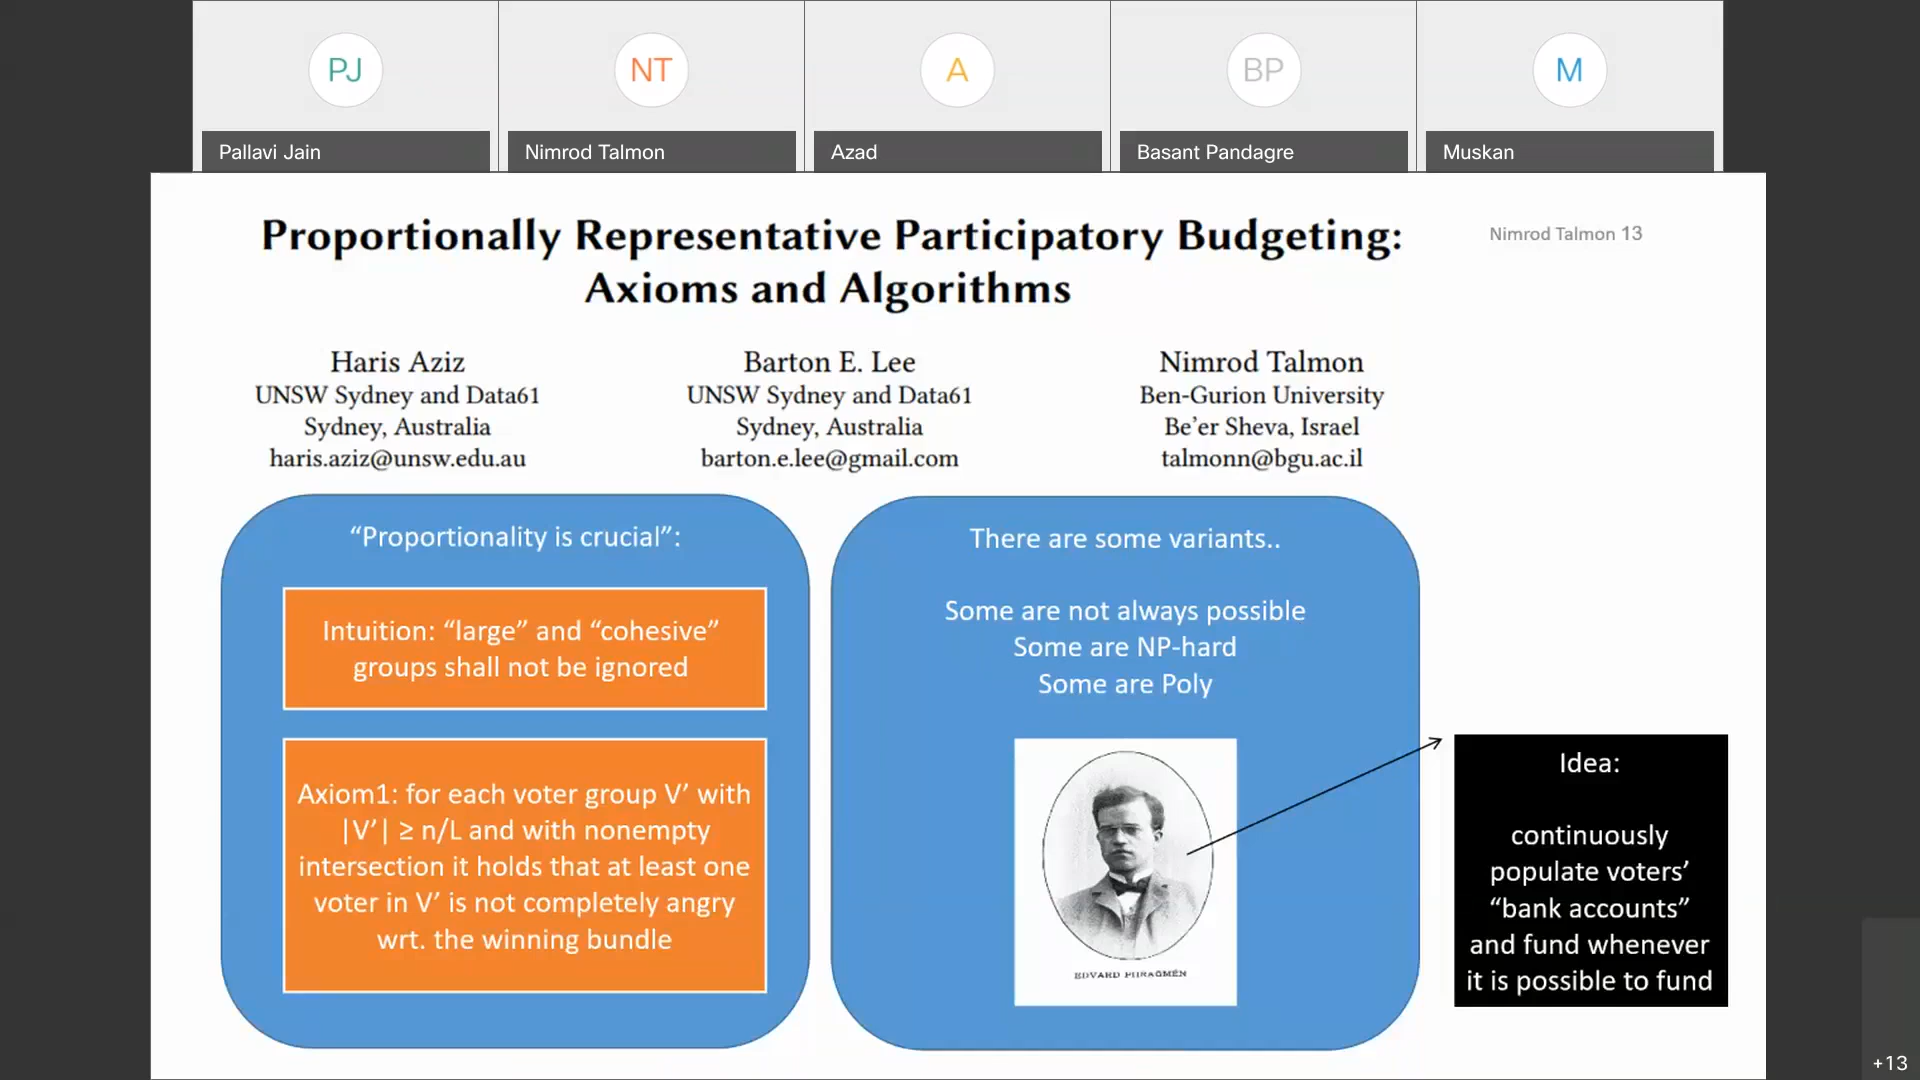 PJ
NT
A
BP
M
Pallavi Jain
Nimrod Talmon
Azad
Basant Pandagre
Muskan
Proportionally Representative Participatory Budgeting:
Axioms and Algorithms
Nimrod Talmon 13
Haris Aziz
UNSW Sydney and Data61
Sydney, Australia
haris.aziz@unsw.edu.au
Barton E. Lee
UNSW Sydney and Data61
Sydney, Australia
barton.e.lee@gmail.com
Nimrod Talmon
Ben-Gurion University
Be’er Sheva, Israel
talmonn@bgu.ac.il
“Proportionality is crucial”:
Intuition: “large” and “cohesive”
groups shall not be ignored
Axiom1: for each voter group V’ with
|V’| ≥ n/L and with nonempty
intersection it holds that at least one
voter in V’ is not completely angry
wrt. the winning bundle
There are some variants..
Some are not always possible
Some are NP-hard
Some are Poly
EDVARD PHRAGMÉN
Idea:
continuously
populate voters’
“bank accounts”
and fund whenever
it is possible to fund
+13